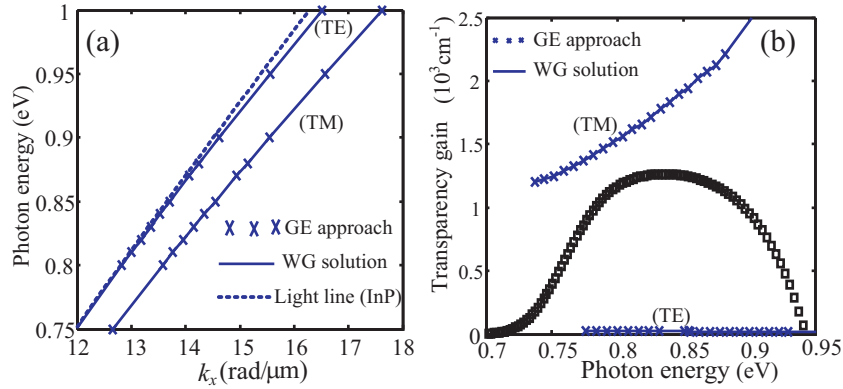 (a)
(TE)
(TM)
GE approach
WG solution
Light line (InP)
Photon energy (eV)
1
0.95
0.9
0.85
0.8
0.75
12 13 14 15 16 17 18
kₓ(rad/μm)
(b)
GE approach
WG solution
(TM)
(TE)
Transparency gain (10³cm⁻¹)
2.5
2
1.5
1
0.5
0
0.7 0.75 0.8 0.85 0.9 0.95
Photon energy (eV)